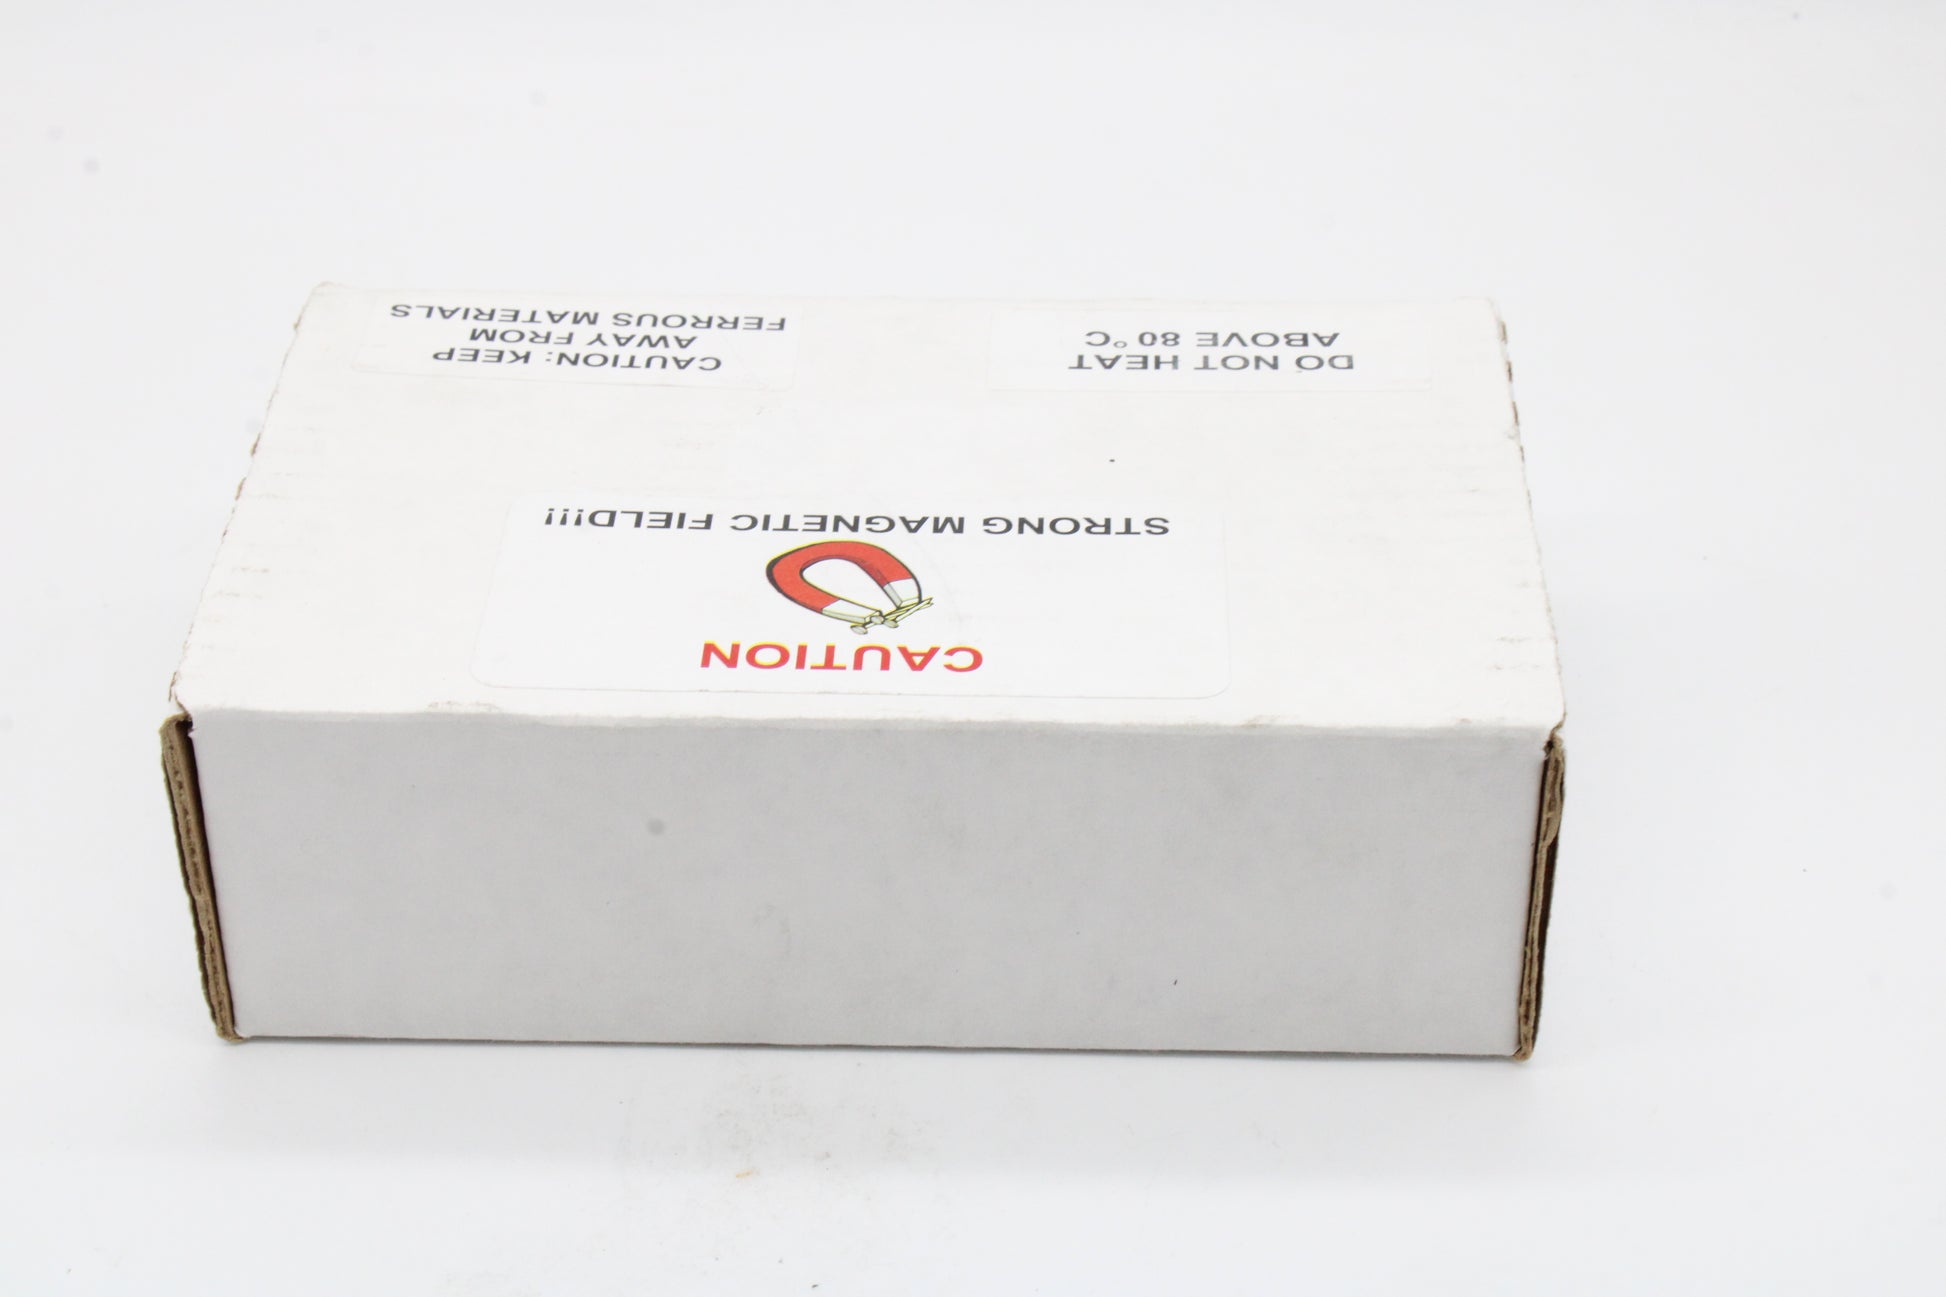 CAUTION
STRONG MAGNETIC FIELD!!!
DO NOT HEAT
ABOVE 80°C
CAUTION: KEEP
AWAY FROM
FERROUS MATERIALS